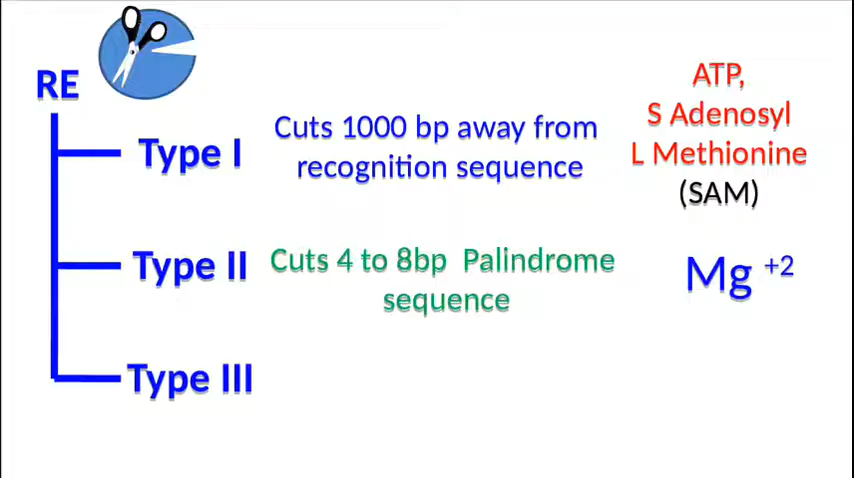 RE
Type I
Cuts 1000 bp away from
recognition sequence
ATP,
S Adenosyl
L Methionine
(SAM)
Type II
Cuts 4 to 8bp Palindrome
sequence
Mg +2
Type III